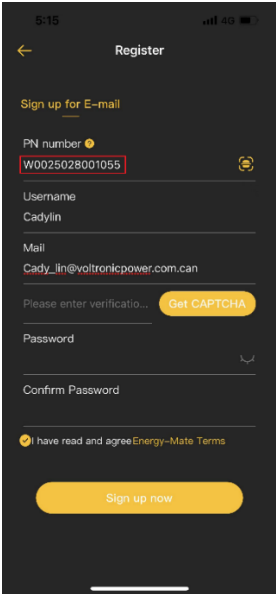 5:15
4G
Register
Sign up for E-mail
PN number ?
W0025028001055
Username
Cadylin
Mail
Cady_lin@voltronicpower.com.can
Please enter verificatio... Get CAPTCHA
Password
Confirm Password
I have read and agree Energy-Mate Terms
Sign up now